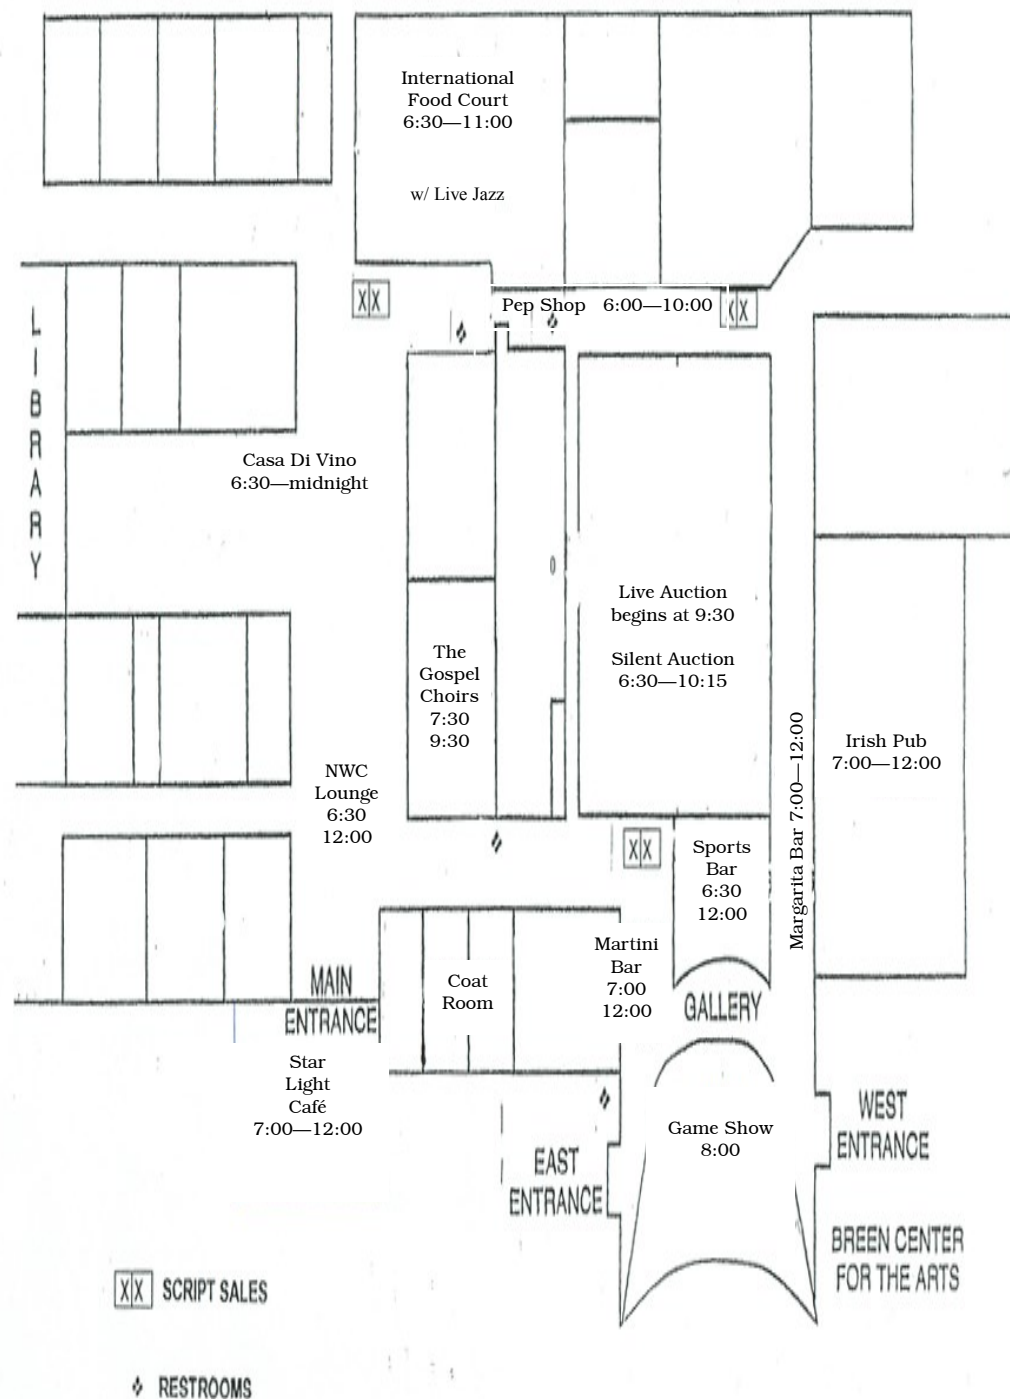 International
Food Court
6:30—11:00
w/ Live Jazz
XX
Pep Shop 6:00—10:00
XX
LIBRARY
Casa Di Vino
6:30—midnight
Live Auction
begins at 9:30
Silent Auction
6:30—10:15
The
Gospel
Choirs
7:30
9:30
Irish Pub
7:00—12:00
Margarita Bar 7:00—12:00
NWC
Lounge
6:30
12:00
XX
Sports
Bar
6:30
12:00
Martini
Bar
7:00
12:00
Coat
Room
MAIN
ENTRANCE
GALLERY
Star
Light
Café
7:00—12:00
Game Show
8:00
WEST
ENTRANCE
EAST
ENTRANCE
BREEN CENTER
FOR THE ARTS
XX SCRIPT SALES
RESTROOMS